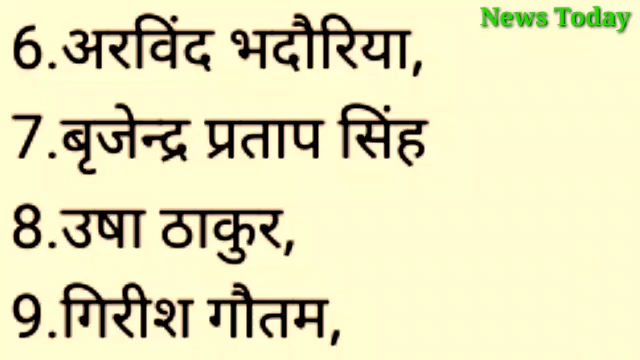 News Today
6.अरविंद भदौरिया,
7.बृजेन्द्र प्रताप सिंह
8.उषा ठाकुर,
9.गिरीश गौतम,